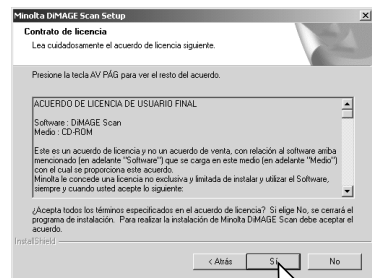 Minolta DiMAGE Scan Setup
Contrato de licencia
Lea cuidadosamente el acuerdo de licencia siguiente.
Presione la tecla AV PÁG para ver el resto del acuerdo.
ACUERDO DE LICENCIA DE USUARIO FINAL
Software : DiMAGE Scan
Medio : CD-ROM
Este es un acuerdo de licencia y no un acuerdo de venta, con relación al software arriba
mencionado (en adelante "Software") que se carga en este medio (en adelante "Medio")
con el cual se proporciona este acuerdo.
Minolta le concede una licencia no exclusiva y limitada de instalar y utilizar el Software,
siempre y cuando usted acepte lo siguiente:
¿Acepta todos los términos especificados en el acuerdo de licencia? Si elige No, se cerrará el
programa de instalación. Para realizar la instalación de Minolta DiMAGE Scan debe aceptar el
acuerdo.
InstallShield
< Atrás Sí No